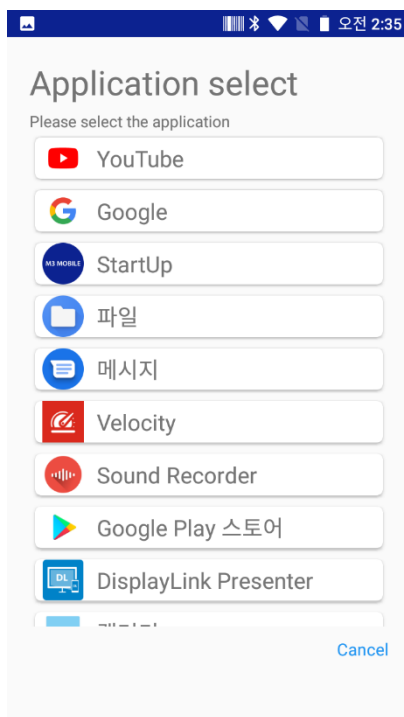 오전 2:35
Application select
Please select the application
YouTube
Google
M3 MOBILE
StartUp
파일
메시지
Velocity
Sound Recorder
Google Play 스토어
DL
DisplayLink Presenter
Cancel